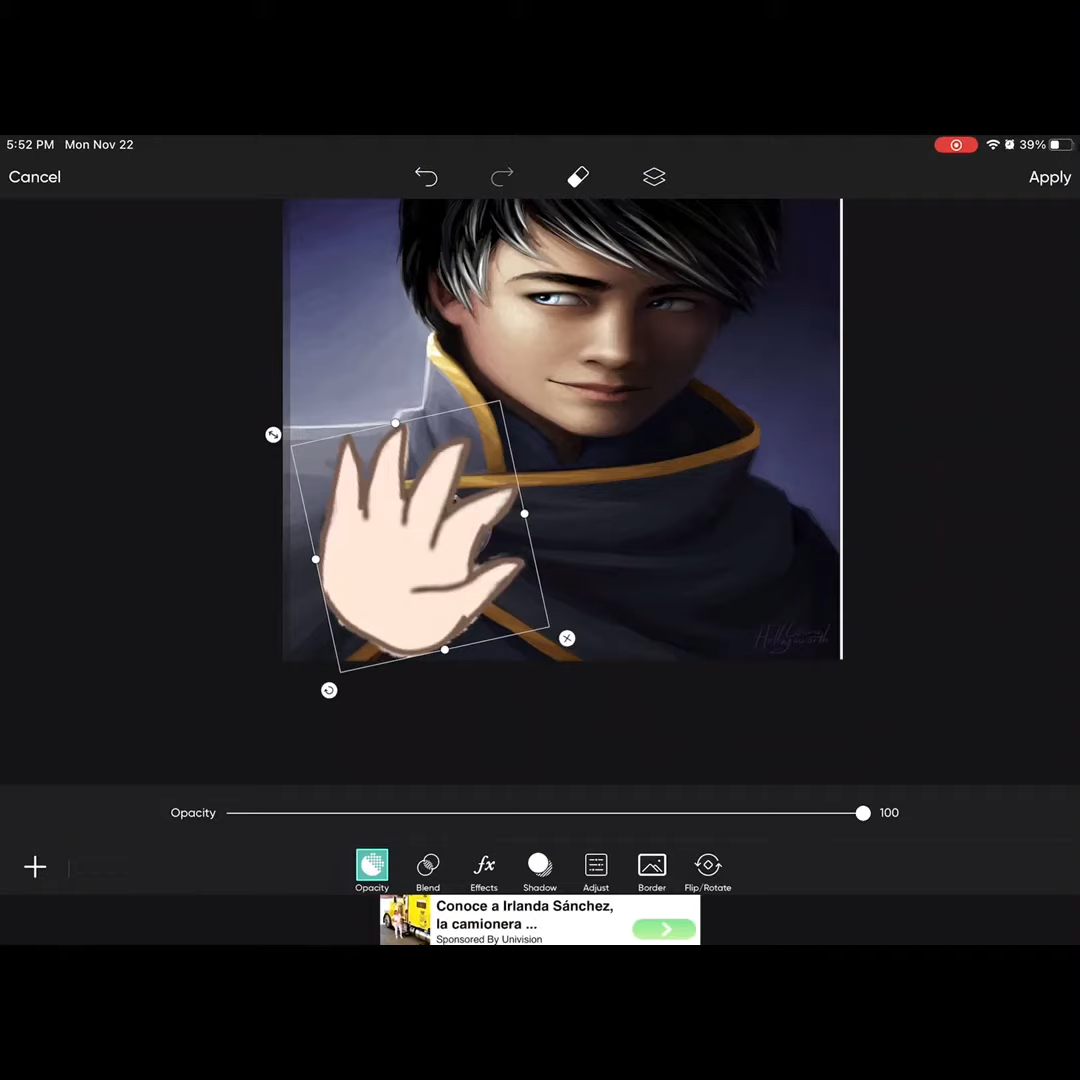 5:52 PM Mon Nov 22
39%
Cancel
Apply
Opacity
100
Opacity
Blend
fx
Effects
Shadow
Adjust
Border
Flip/Rotate
Conoce a Irlanda Sánchez,
la camionera ...
Sponsored By Univision